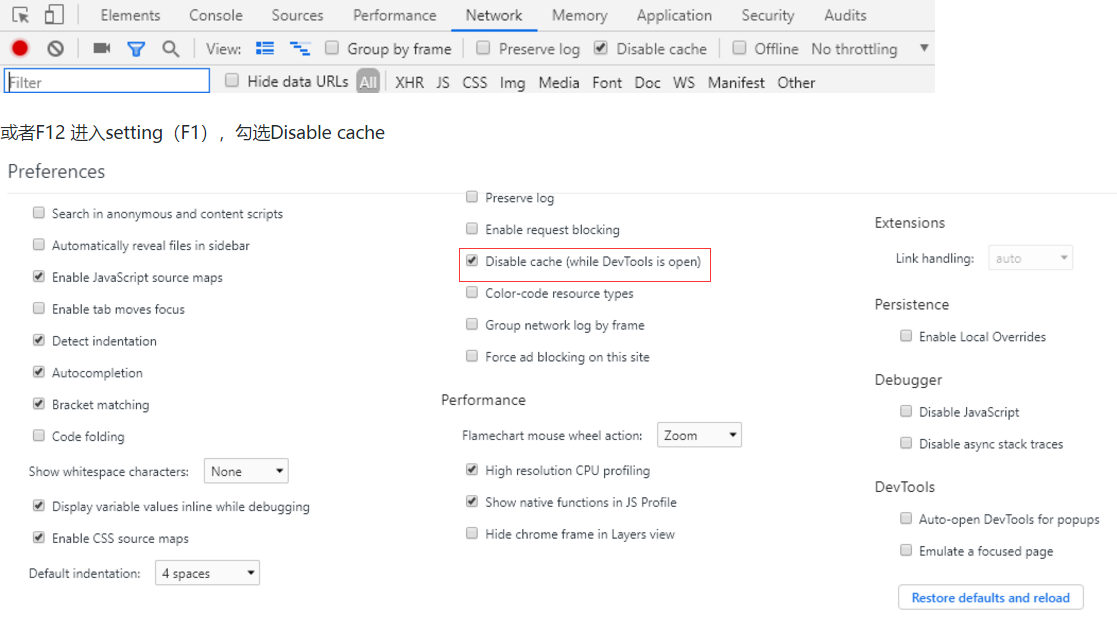 Elements Console Sources Performance Network Memory Application Security Audits
View: Group by frame Preserve log Disable cache Offline No throttling
Filter Hide data URLs All XHR JS CSS Img Media Font Doc WS Manifest Other
或者F12 进入setting（F1），勾选Disable cache
Preferences
Search in anonymous and content scripts
Automatically reveal files in sidebar
Enable JavaScript source maps
Enable tab moves focus
Detect indentation
Autocompletion
Bracket matching
Code folding
Show whitespace characters: None
Display variable values inline while debugging
Enable CSS source maps
Default indentation: 4 spaces
Preserve log
Enable request blocking
Disable cache (while DevTools is open)
Color-code resource types
Group network log by frame
Force ad blocking on this site
Performance
Flamechart mouse wheel action: Zoom
High resolution CPU profiling
Show native functions in JS Profile
Hide chrome frame in Layers view
Extensions
Link handling: auto
Persistence
Enable Local Overrides
Debugger
Disable JavaScript
Disable async stack traces
DevTools
Auto-open DevTools for popups
Emulate a focused page
Restore defaults and reload